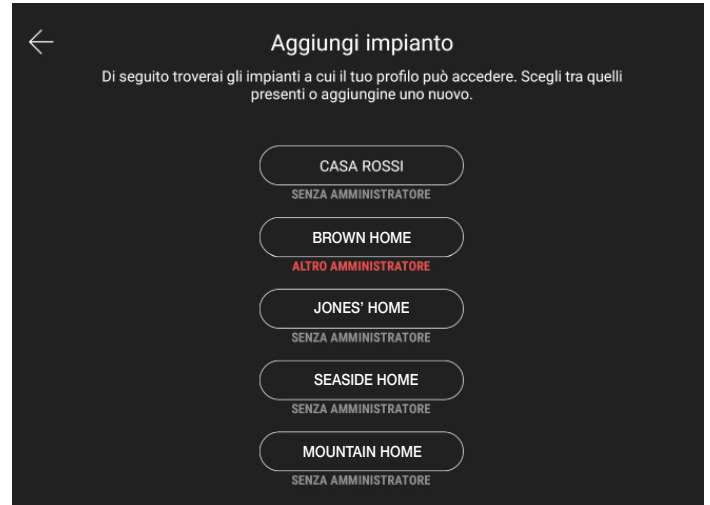 Aggiungi impianto
Di seguito troverai gli impianti a cui il tuo profilo può accedere. Scegli tra quelli
presenti o aggiungine uno nuovo.
CASA ROSSI
SENZA AMMINISTRATORE
BROWN HOME
ALTRO AMMINISTRATORE
JONES’ HOME
SENZA AMMINISTRATORE
SEASIDE HOME
SENZA AMMINISTRATORE
MOUNTAIN HOME
SENZA AMMINISTRATORE